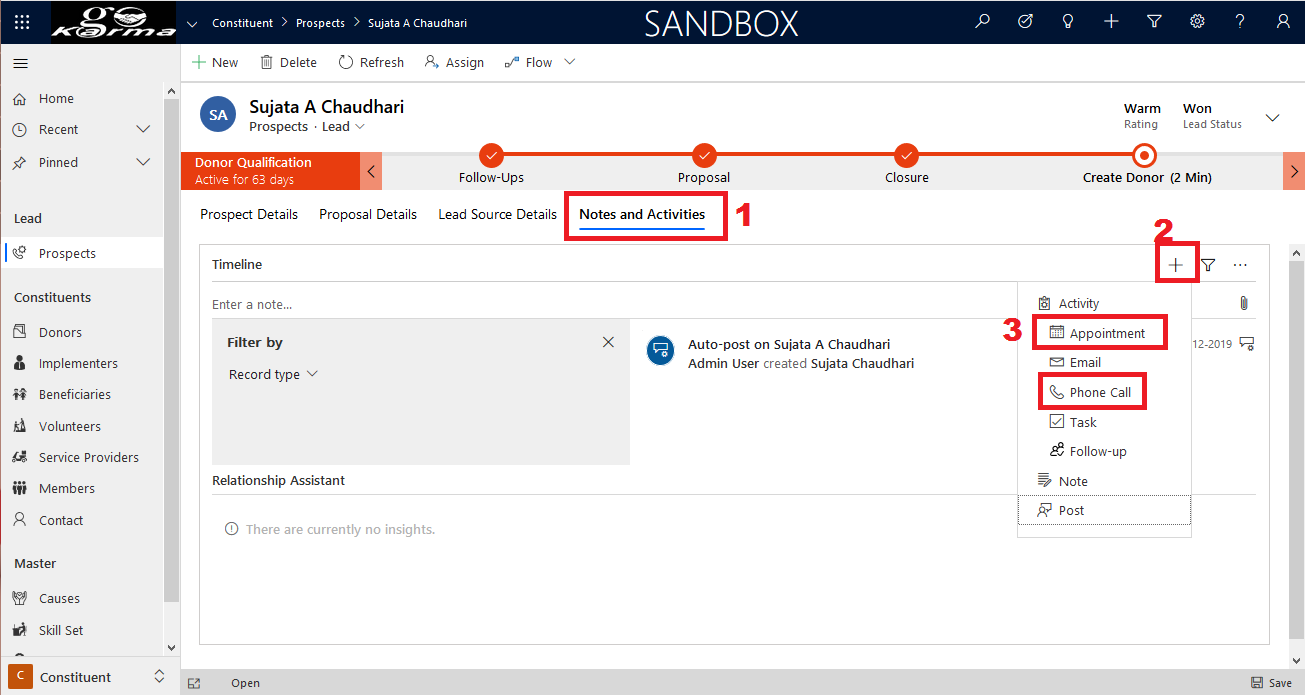 go karma
Constituent > Prospects > Sujata A Chaudhari
SANDBOX
New Delete Refresh Assign Flow
Home
Recent
Pinned
Lead
Prospects
Constituents
Donors
Implementers
Beneficiaries
Volunteers
Service Providers
Members
Contact
Master
Causes
Skill Set
C Constituent
SA
Sujata A Chaudhari
Prospects · Lead
Warm
Rating
Won
Lead Status
Donor Qualification
Active for 63 days
Follow-Ups
Proposal
Closure
Create Donor (2 Min)
Prospect Details Proposal Details Lead Source Details Notes and Activities 1
2
Timeline
Enter a note...
Filter by
Record type
Auto-post on Sujata A Chaudhari
Admin User created Sujata Chaudhari
12-2019
Activity
3
Appointment
Email
Phone Call
Task
Follow-up
Note
Post
Relationship Assistant
There are currently no insights.
Open
Save